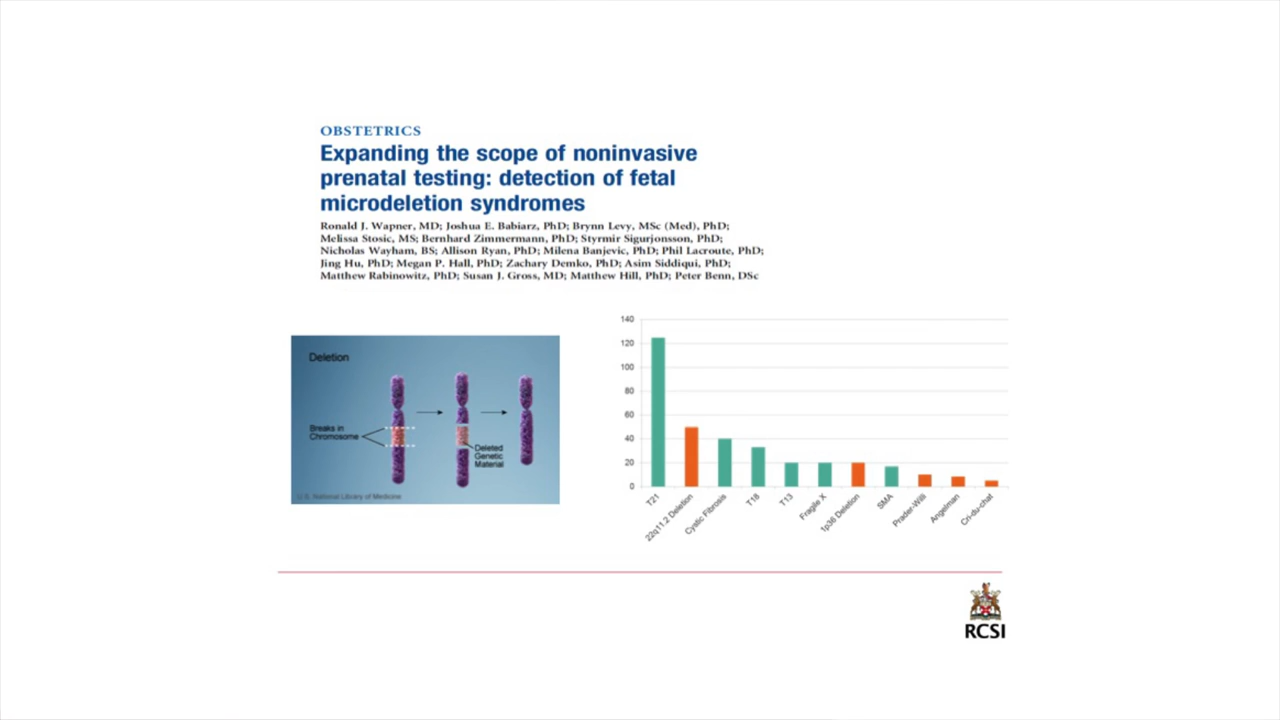 OBSTETRICS
Expanding the scope of noninvasive
prenatal testing: detection of fetal
microdeletion syndromes
Ronald J. Wapner, MD; Joshua E. Babiarz, PhD; Brynn Levy, MSc (Med), PhD;
Melissa Stosic, MS; Bernhard Zimmermann, PhD; Styrmir Sigurjonsson, PhD;
Nicholas Wayham, BS; Allison Ryan, PhD; Milena Banjevic, PhD; Phil Lacroute, PhD;
Jing Hu, PhD; Megan P. Hall, PhD; Zachary Demko, PhD; Asim Siddiqui, PhD;
Matthew Rabinowitz, PhD; Susan J. Gross, MD; Matthew Hill, PhD; Peter Benn, DSc
Deletion
Breaks in
Chromosome
Deleted
Genetic
Material
U.S. National Library of Medicine
140
120
100
80
60
40
20
0
T21
22q11.2 Deletion
Cystic Fibrosis
T18
T13
Fragile X
1p36 Deletion
SMA
Prader-Willi
Angelman
Cri-du-chat
RCSI